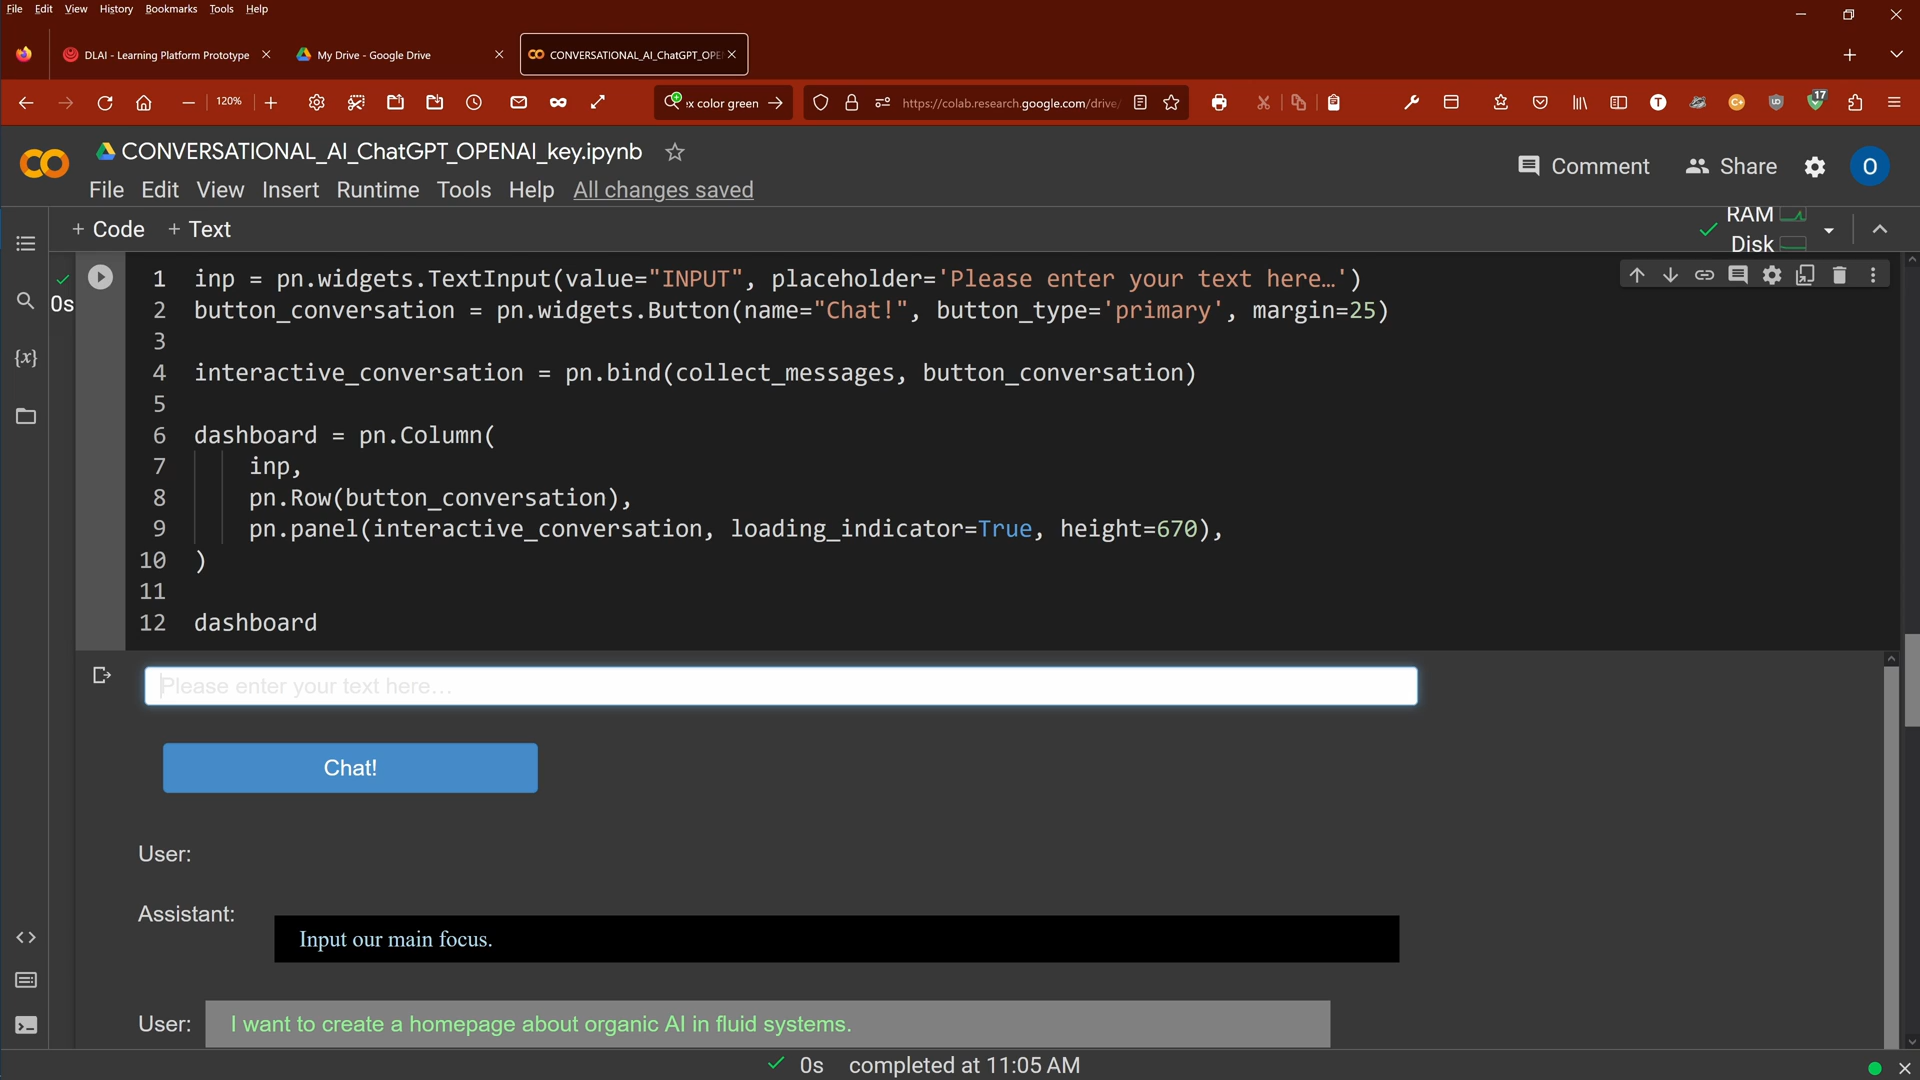 File Edit View History Bookmarks Tools Help
DLAI - Learning Platform Prototype
My Drive - Google Drive
CONVERSATIONAL_AI_ChatGPT_OPE
120%
x color green
https://colab.research.google.com/drive/
17
CONVERSATIONAL_AI_ChatGPT_OPENAI_key.ipynb
Comment Share O
File Edit View Insert Runtime Tools Help All changes saved
+ Code + Text
RAM
Disk
0s
1 inp = pn.widgets.TextInput(value="INPUT", placeholder='Please enter your text here…')
2 button_conversation = pn.widgets.Button(name="Chat!", button_type='primary', margin=25)
3
4 interactive_conversation = pn.bind(collect_messages, button_conversation)
5
6 dashboard = pn.Column(
7 inp,
8 pn.Row(button_conversation),
9 pn.panel(interactive_conversation, loading_indicator=True, height=670),
10 )
11
12 dashboard
Please enter your text here…
Chat!
User:
Assistant:
Input our main focus.
User: I want to create a homepage about organic AI in fluid systems.
0s completed at 11:05 AM